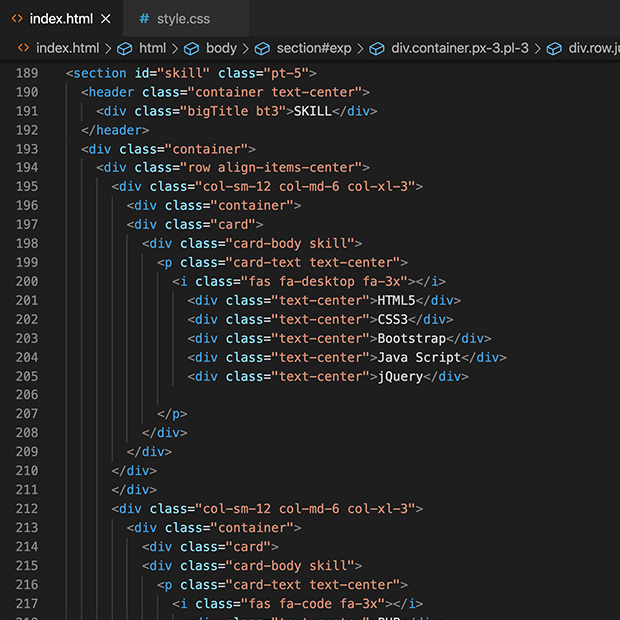 index.html × # style.css
index.html > html > body > section#exp > div.container.px-3.pl-3 > div.row.ju
189 <section id="skill" class="pt-5">
190 <header class="container text-center">
191 <div class="bigTitle bt3">SKILL</div>
192 </header>
193 <div class="container">
194 <div class="row align-items-center">
195 <div class="col-sm-12 col-md-6 col-xl-3">
196 <div class="container">
197 <div class="card">
198 <div class="card-body skill">
199 <p class="card-text text-center">
200 <i class="fas fa-desktop fa-3x"></i>
201 <div class="text-center">HTML5</div>
202 <div class="text-center">CSS3</div>
203 <div class="text-center">Bootstrap</div>
204 <div class="text-center">Java Script</div>
205 <div class="text-center">jQuery</div>
206
207 </p>
208 </div>
209 </div>
210 </div>
211 </div>
212 <div class="col-sm-12 col-md-6 col-xl-3">
213 <div class="container">
214 <div class="card">
215 <div class="card-body skill">
216 <p class="card-text text-center">
217 <i class="fas fa-code fa-3x"></i>